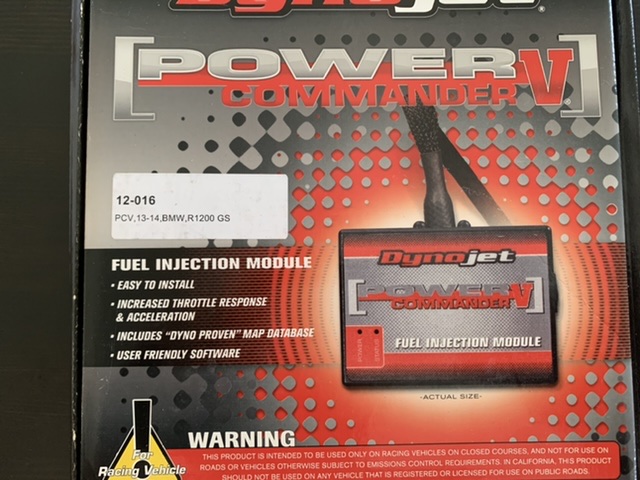 Dynojet
POWER V
COMMANDER
12-016
PCV,13-14,BMW,R1200 GS
FUEL INJECTION MODULE
• EASY TO INSTALL
• INCREASED THROTTLE RESPONSE
& ACCELERATION
• INCLUDES "DYNO PROVEN" MAP DATABASE
• USER FRIENDLY SOFTWARE
Dynojet
POWER V
COMMANDER
FUEL INJECTION MODULE
-ACTUAL SIZE-
For
Racing Vehicle
WARNING
THIS PRODUCT IS INTENDED TO BE USED ONLY ON RACING VEHICLES ON CLOSED COURSES, AND NOT FOR USE ON
ROADS OR VEHICLES OTHERWISE SUBJECT TO EMISSIONS CONTROL REQUIREMENTS. IN CALIFORNIA, THIS PRODUCT
SHOULD NOT BE USED ON ANY VEHICLE THAT IS REGISTERED OR LICENSED FOR USE ON PUBLIC ROADS.